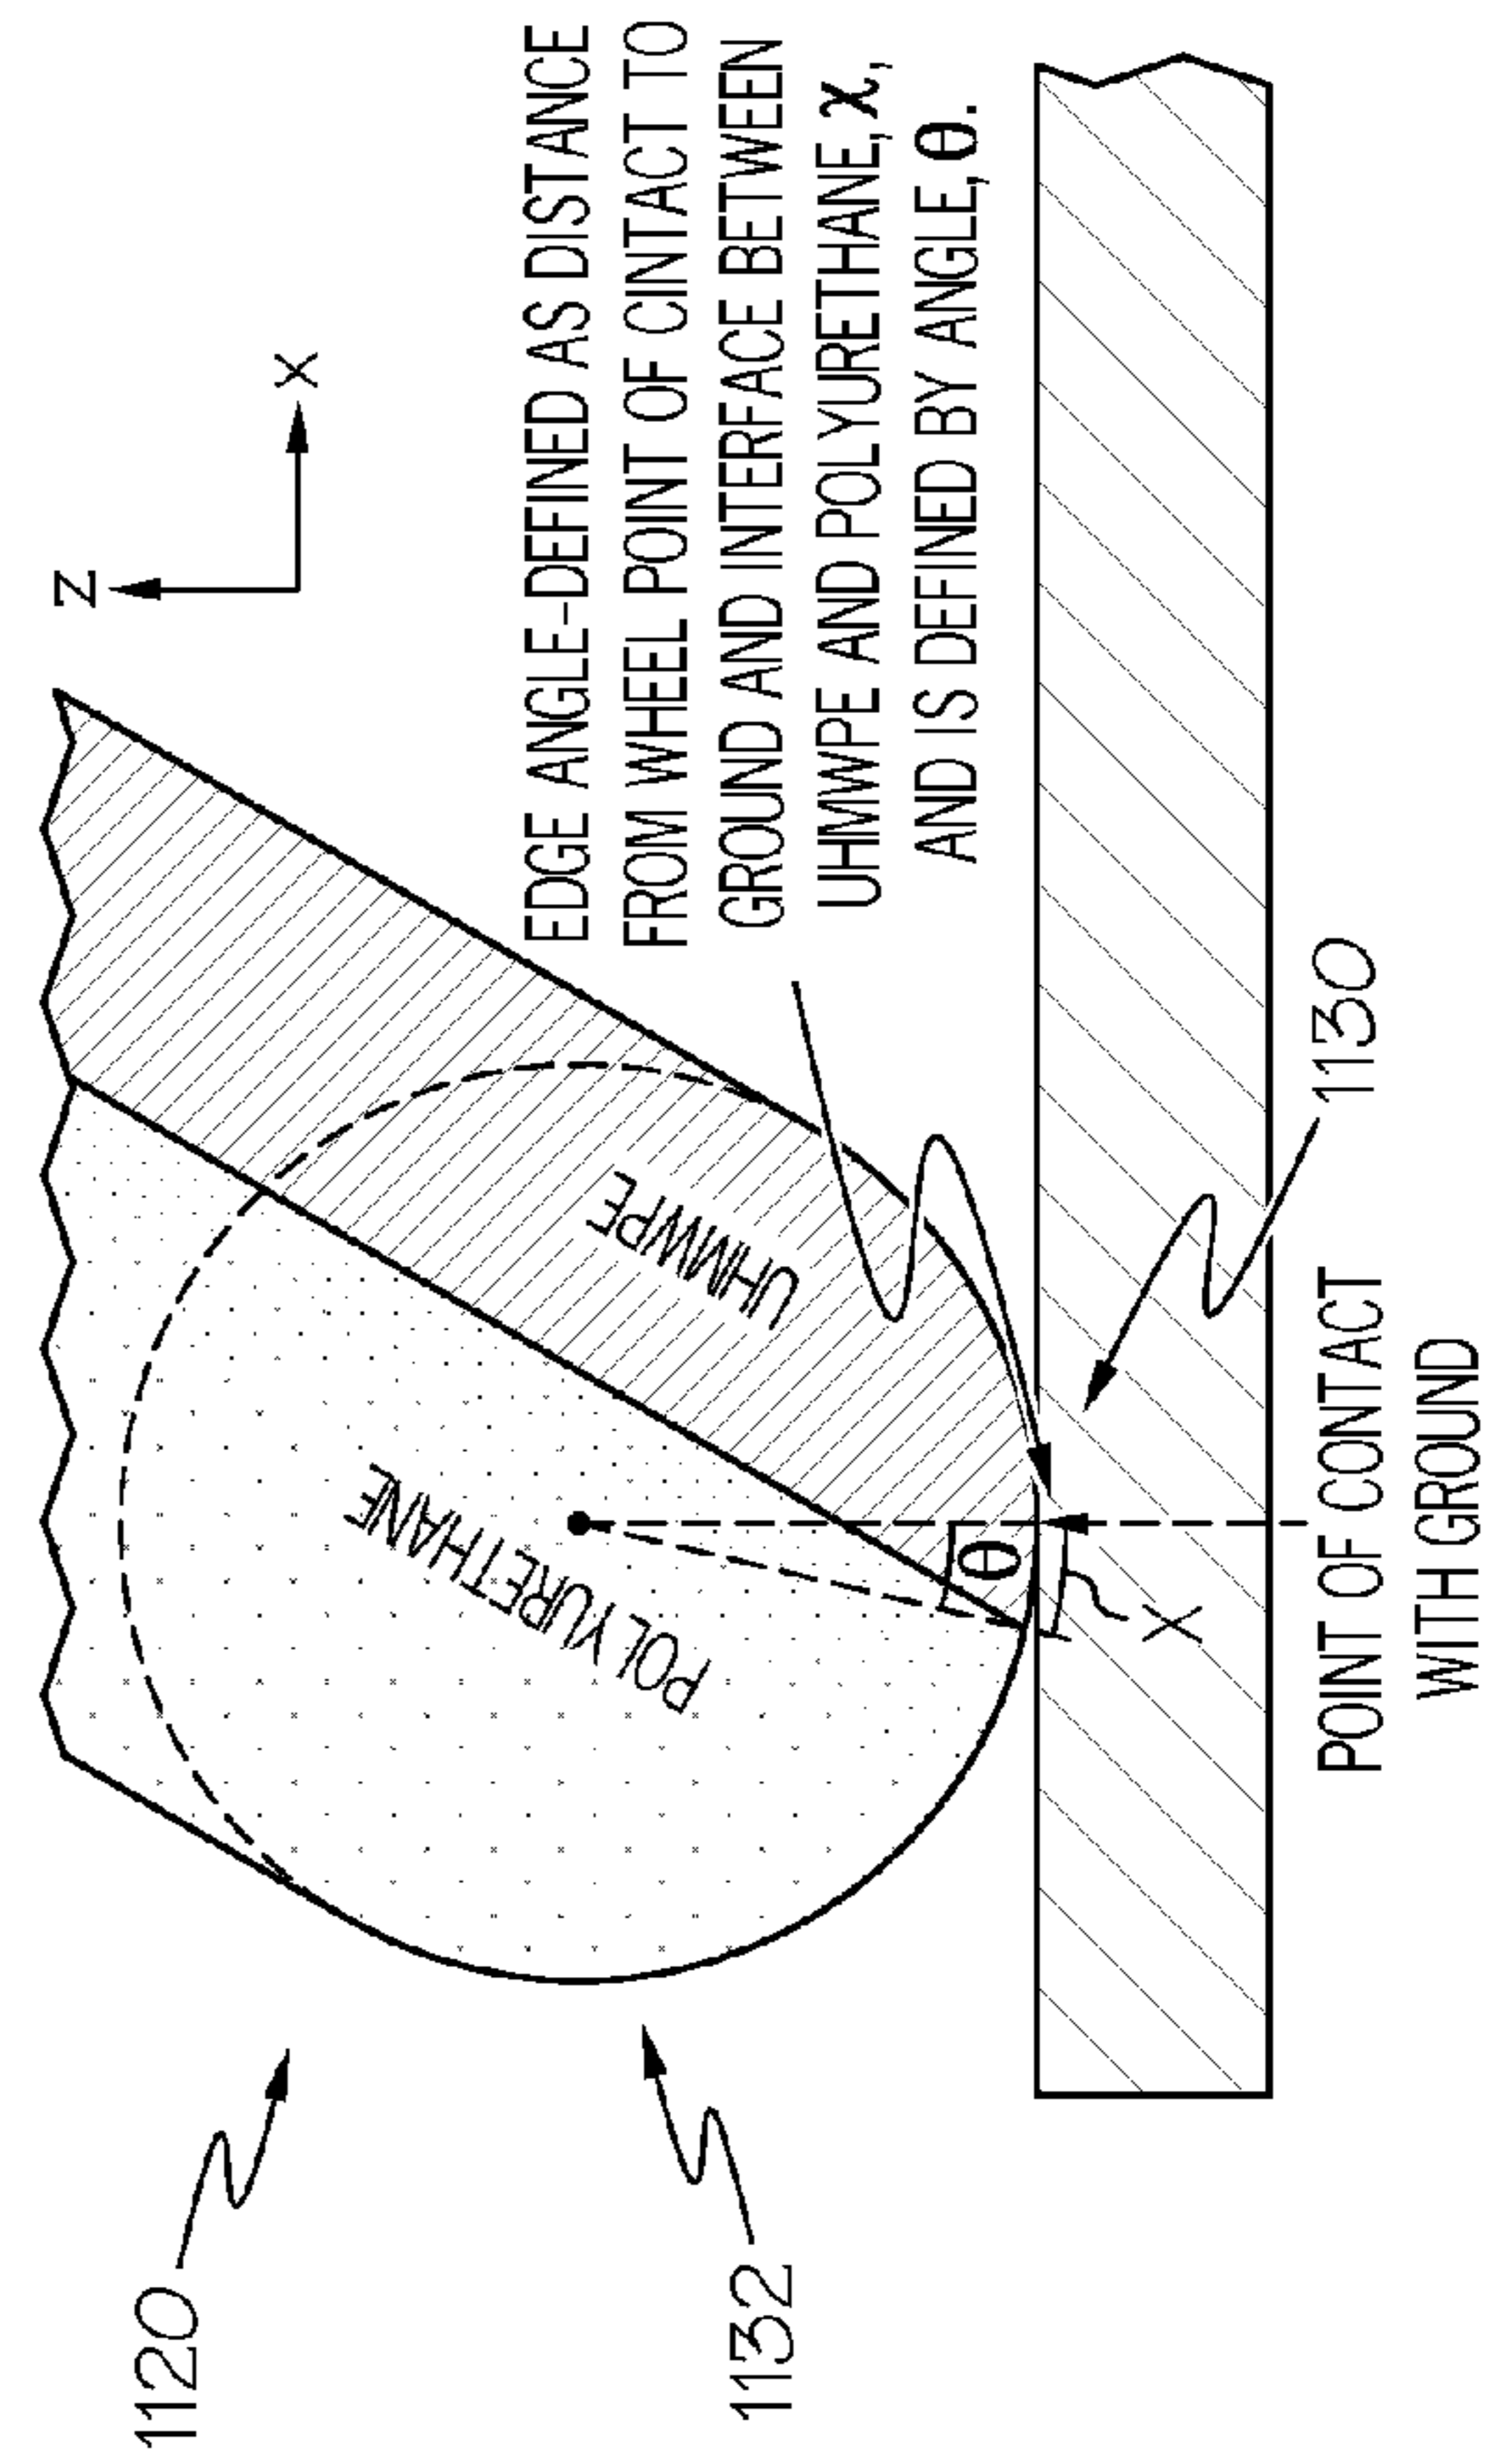 Z
X
EDGE ANGLE-DEFINED AS DISTANCE
FROM WHEEL POINT OF CINTACT TO
GROUND AND INTERFACE BETWEEN
UHMWPE AND POLYURETHANE, x,
AND IS DEFINED BY ANGLE, θ.
1120
POLYURETHANE
UHMWPE
1132
θ
X
1130
POINT OF CONTACT
WITH GROUND